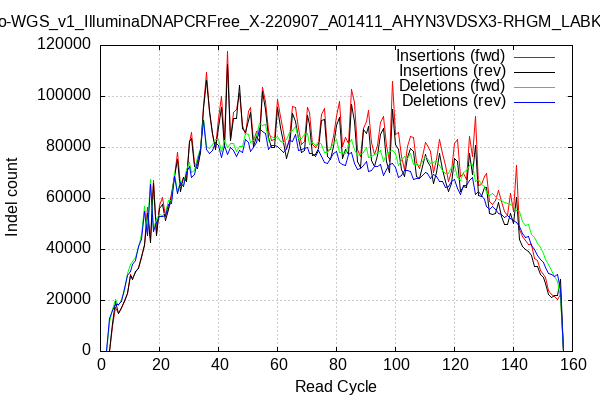 o-WGS_v1_IlluminaDNAPCRFree_X-220907_A01411_AHYN3VDSX3-RHGM_LABK
120000
100000
80000
60000
40000
20000
0
Indel count
Insertions (fwd)
Insertions (rev)
Deletions (fwd)
Deletions (rev)
0 20 40 60 80 100 120 140 160
Read Cycle